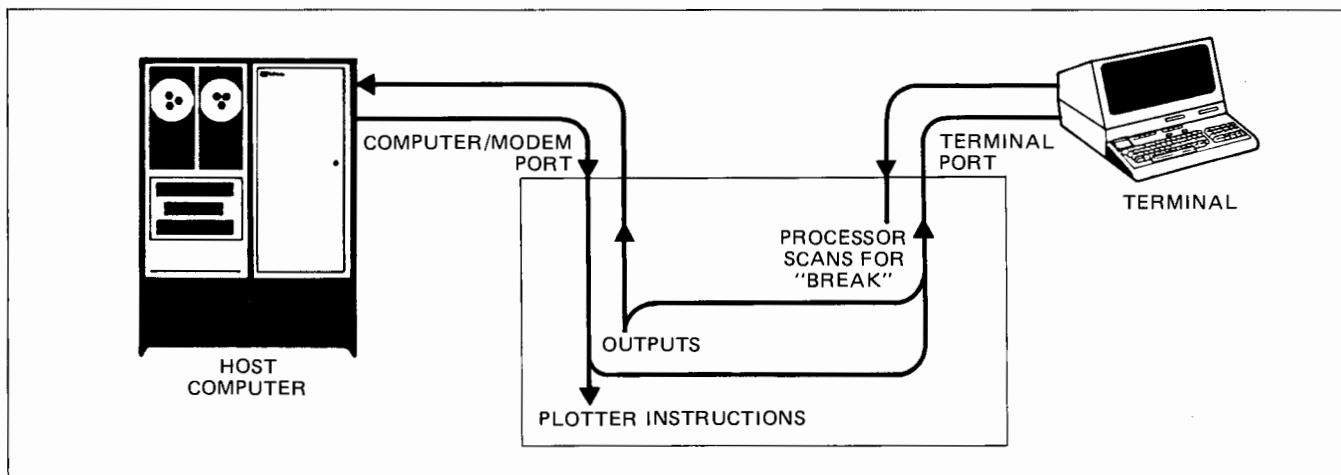 COMPUTER/MODEM
PORT
TERMINAL
PORT
TERMINAL
PROCESSOR
SCANS FOR
"BREAK"
OUTPUTS
HOST
COMPUTER
PLOTTER INSTRUCTIONS